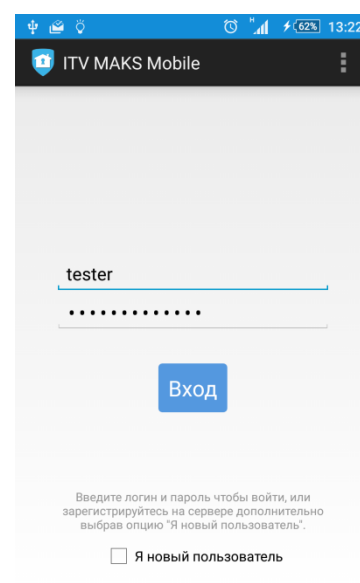 H
62% 13:22
ITV MAKS Mobile
tester
•••••••••••••
Вход
Введите логин и пароль чтобы войти, или
зарегистрируйтесь на сервере дополнительно
выбрав опцию "Я новый пользователь".
Я новый пользователь